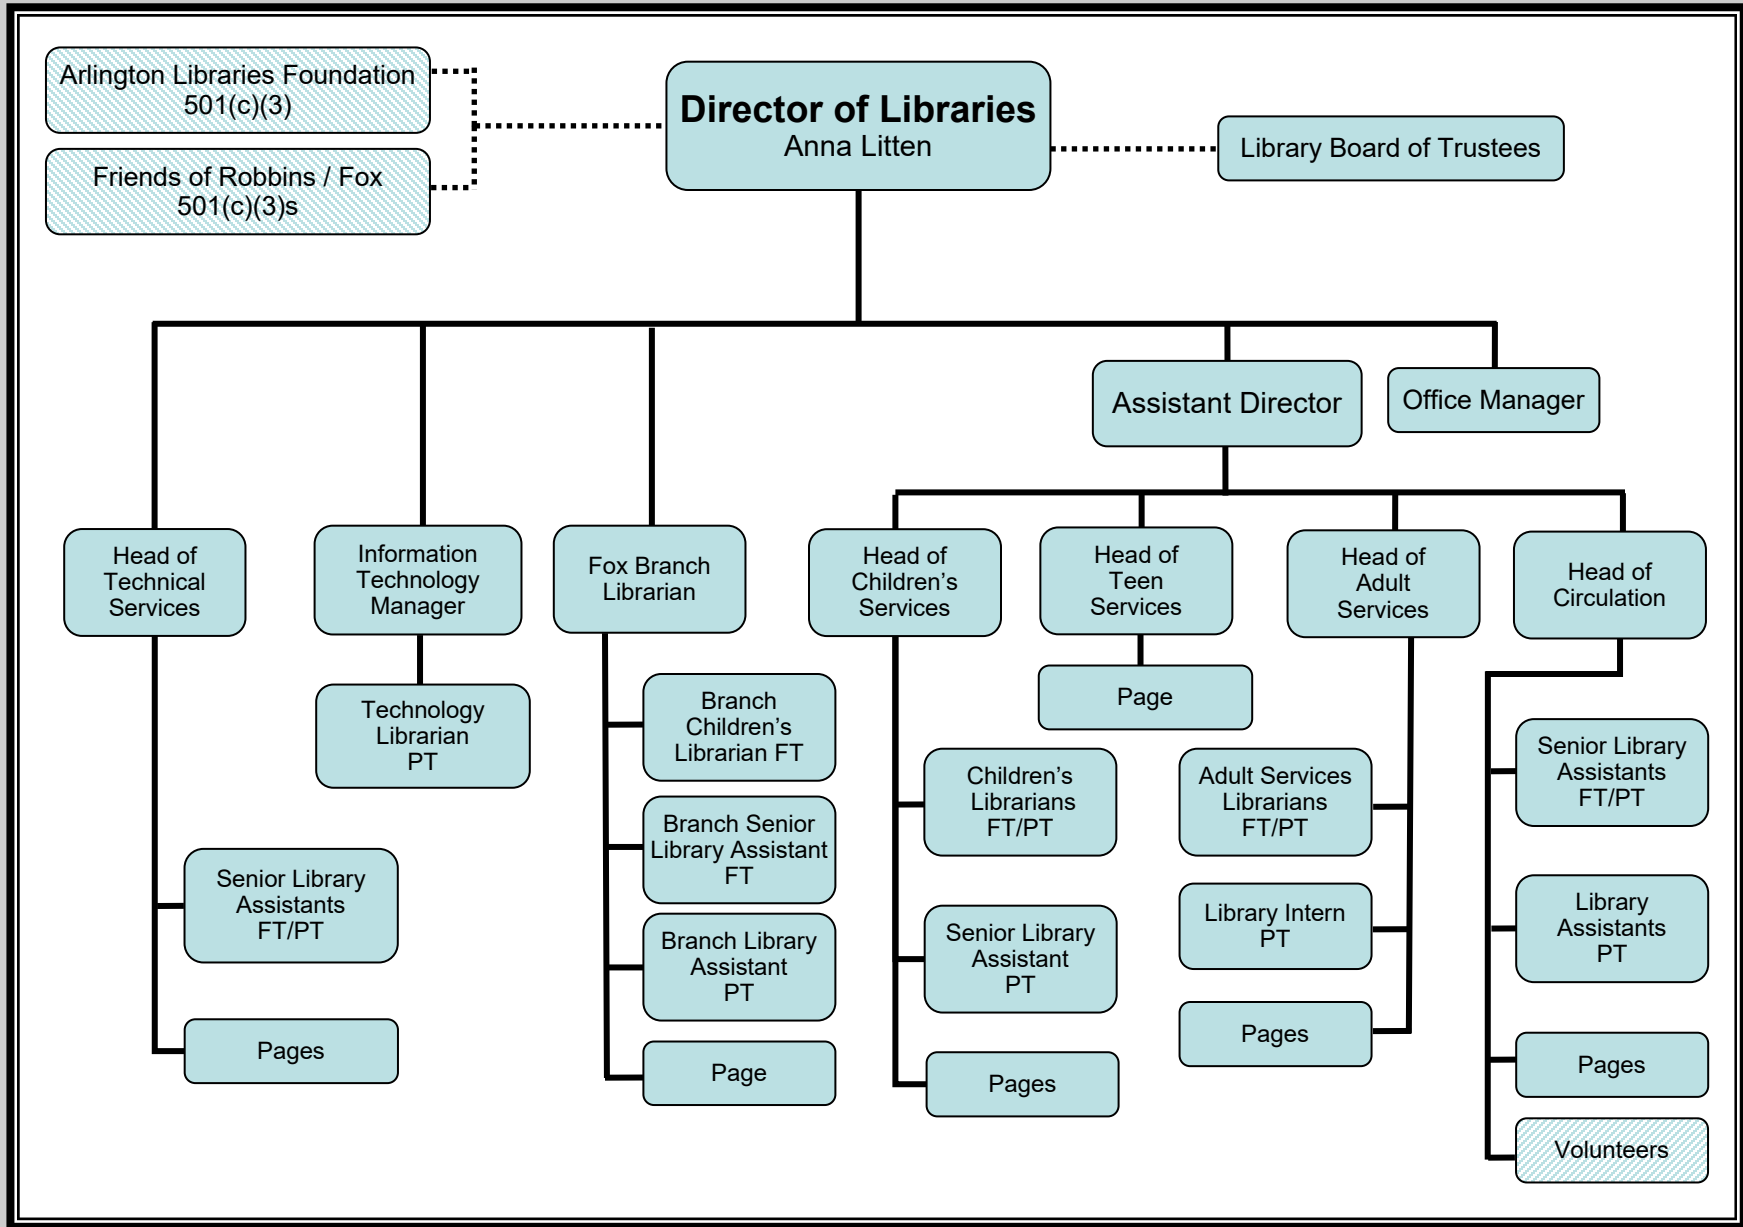 Arlington Libraries Foundation
501(c)(3)
Friends of Robbins / Fox
501(c)(3)s
Director of Libraries
Anna Litten
Library Board of Trustees
Assistant Director
Office Manager
Head of
Technical
Services
Information
Technology
Manager
Fox Branch
Librarian
Head of
Children’s
Services
Head of
Teen
Services
Head of
Adult
Services
Head of
Circulation
Senior Library
Assistants
FT/PT
Pages
Technology
Librarian
PT
Branch
Children’s
Librarian FT
Branch Senior
Library Assistant
FT
Branch Library
Assistant
PT
Page
Children’s
Librarians
FT/PT
Senior Library
Assistant
PT
Pages
Page
Adult Services
Librarians
FT/PT
Library Intern
PT
Pages
Senior Library
Assistants
FT/PT
Library
Assistants
PT
Pages
Volunteers